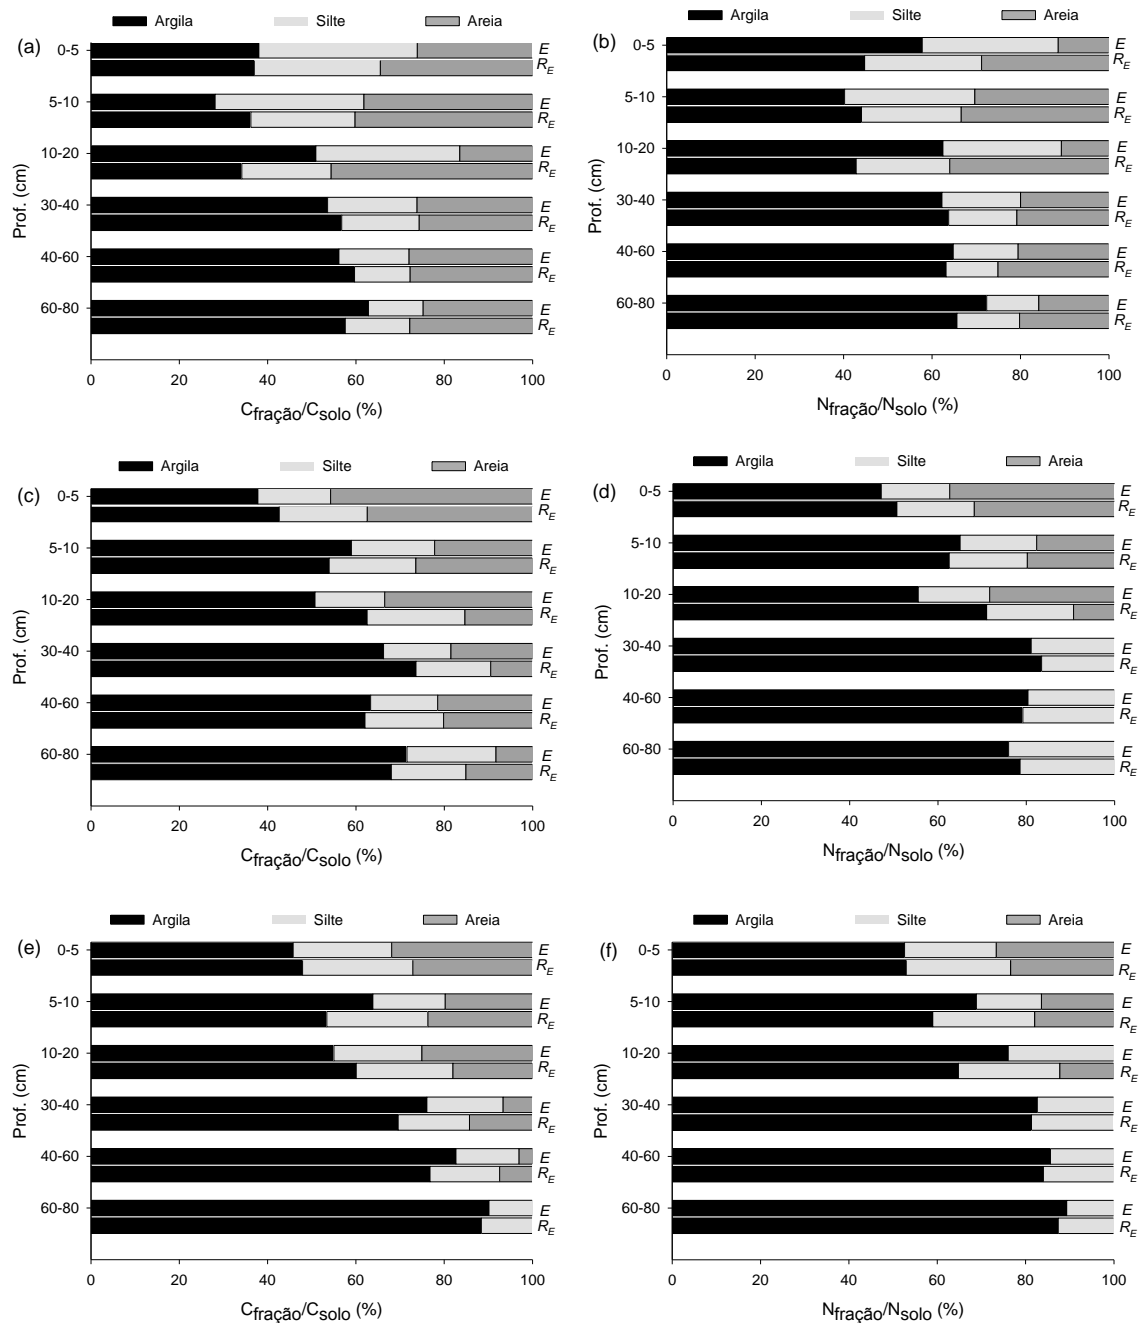 Argila Silte Areia
(a)
0-5 E
R_E
5-10 E
R_E
10-20 E
R_E
30-40 E
R_E
40-60 E
R_E
60-80 E
R_E
Prof. (cm)
0 20 40 60 80 100
C_fração/C_solo (%)
Argila Silte Areia
(b)
0-5 E
R_E
5-10 E
R_E
10-20 E
R_E
30-40 E
R_E
40-60 E
R_E
60-80 E
R_E
Prof. (cm)
0 20 40 60 80 100
N_fração/N_solo (%)
Argila Silte Areia
(c)
0-5 E
R_E
5-10 E
R_E
10-20 E
R_E
30-40 E
R_E
40-60 E
R_E
60-80 E
R_E
Prof. (cm)
0 20 40 60 80 100
C_fração/C_solo (%)
Argila Silte Areia
(d)
0-5 E
R_E
5-10 E
R_E
10-20 E
R_E
30-40 E
R_E
40-60 E
R_E
60-80 E
R_E
Prof. (cm)
0 20 40 60 80 100
N_fração/N_solo (%)
Argila Silte Areia
(e)
0-5 E
R_E
5-10 E
R_E
10-20 E
R_E
30-40 E
R_E
40-60 E
R_E
60-80 E
R_E
Prof. (cm)
0 20 40 60 80 100
C_fração/C_solo (%)
Argila Silte Areia
(f)
0-5 E
R_E
5-10 E
R_E
10-20 E
R_E
30-40 E
R_E
40-60 E
R_E
60-80 E
R_E
Prof. (cm)
0 20 40 60 80 100
N_fração/N_solo (%)